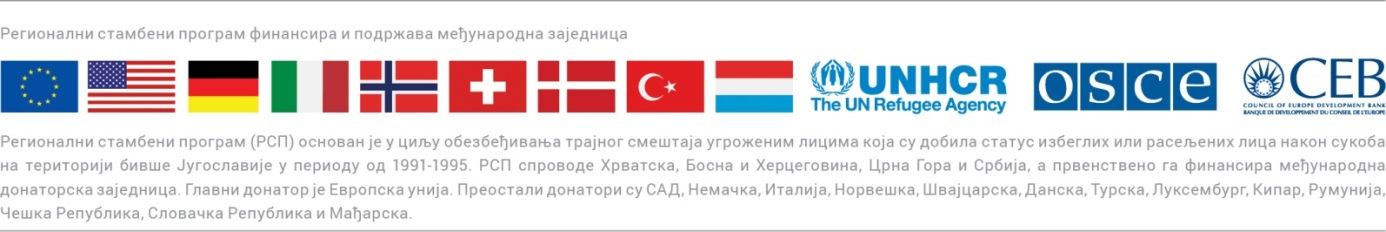 Регионални стамбени програм финансира и подржава међународна заједница
UNHCR
The UN Refugee Agency
OSCE
CEB
COUNCIL OF EUROPE DEVELOPMENT BANK
BANQUE DE DÉVELOPPEMENT DU CONSEIL DE L'EUROPE
Регионални стамбени програм (РСП) основан је у циљу обезбеђивања трајног смештаја угроженим лицима која су добила статус избеглих или расељених лица након сукоба
на територији бивше Југославије у периоду од 1991-1995. РСП спроводе Хрватска, Босна и Херцеговина, Црна Гора и Србија, а првенствено га финансира међународна
донаторска заједница. Главни донатор је Европска унија. Преостали донатори су САД, Немачка, Италија, Норвешка, Швајцарска, Данска, Турска, Луксембург, Кипар, Румунија,
Чешка Република, Словачка Република и Мађарска.